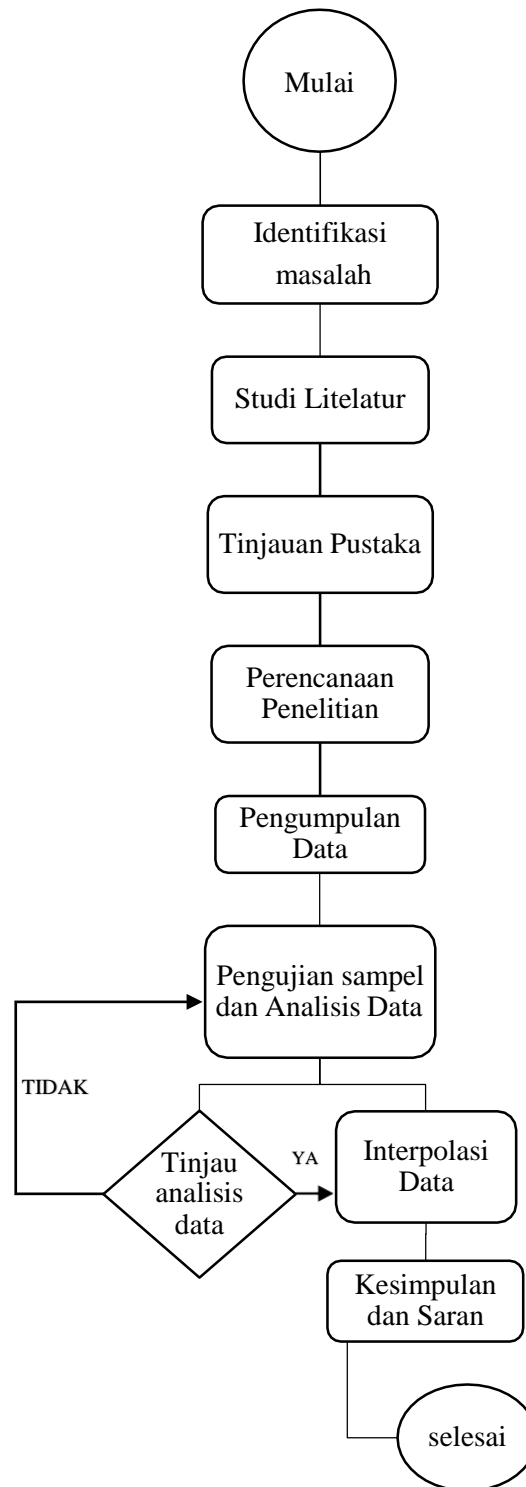 Mulai
Identifikasi
masalah
Studi Litelatur
Tinjauan Pustaka
Perencanaan
Penelitian
Pengumpulan
Data
Pengujian sampel
dan Analisis Data
TIDAK
Tinjau
analisis
data
YA
Interpolasi
Data
Kesimpulan
dan Saran
selesai